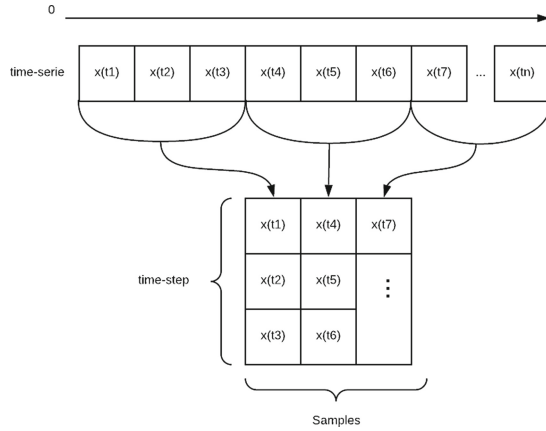 0
time-serie x(t1) x(t2) x(t3) x(t4) x(t5) x(t6) x(t7) ... x(tn)
x(t1) x(t4) x(t7)
time-step x(t2) x(t5) ⋮
x(t3) x(t6)
Samples